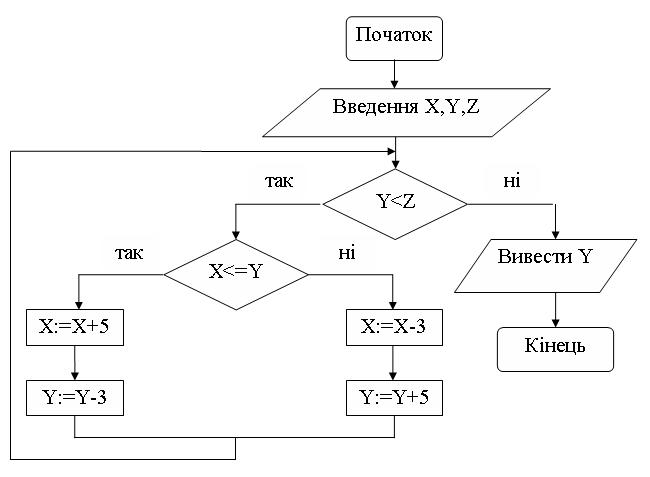 Початок
Введення X,Y,Z
так
ні
Y<Z
так
ні
X<=Y
Вивести Y
X:=X+5
X:=X-3
Кінець
Y:=Y-3
Y:=Y+5